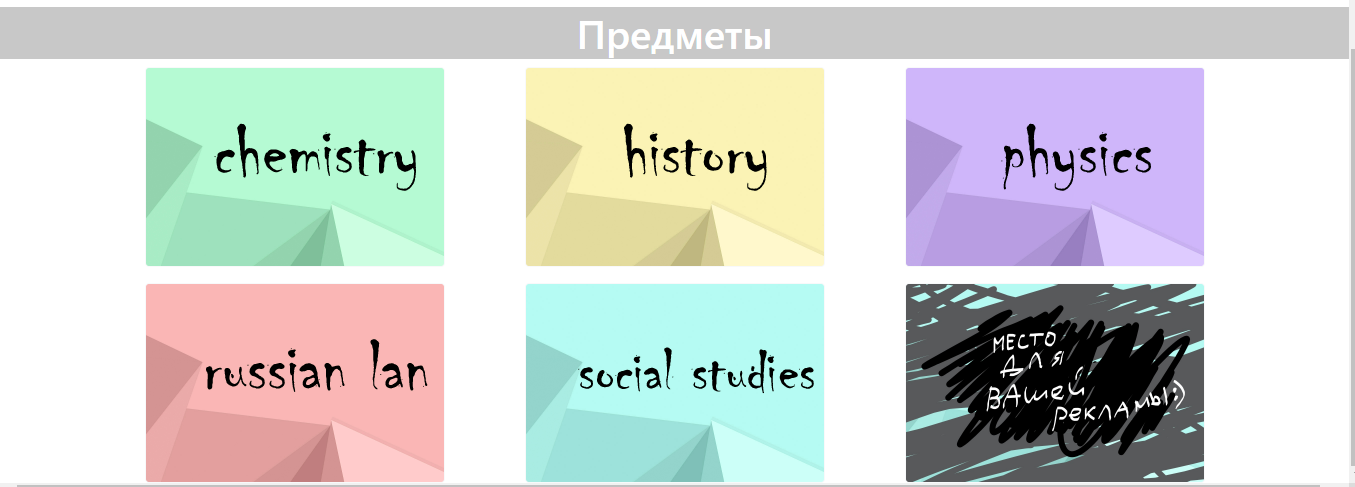 Предметы
chemistry
history
physics
russian lan
social studies
МЕСТО
ДЛЯ
ВАшей
РЕКЛАМЫ:)